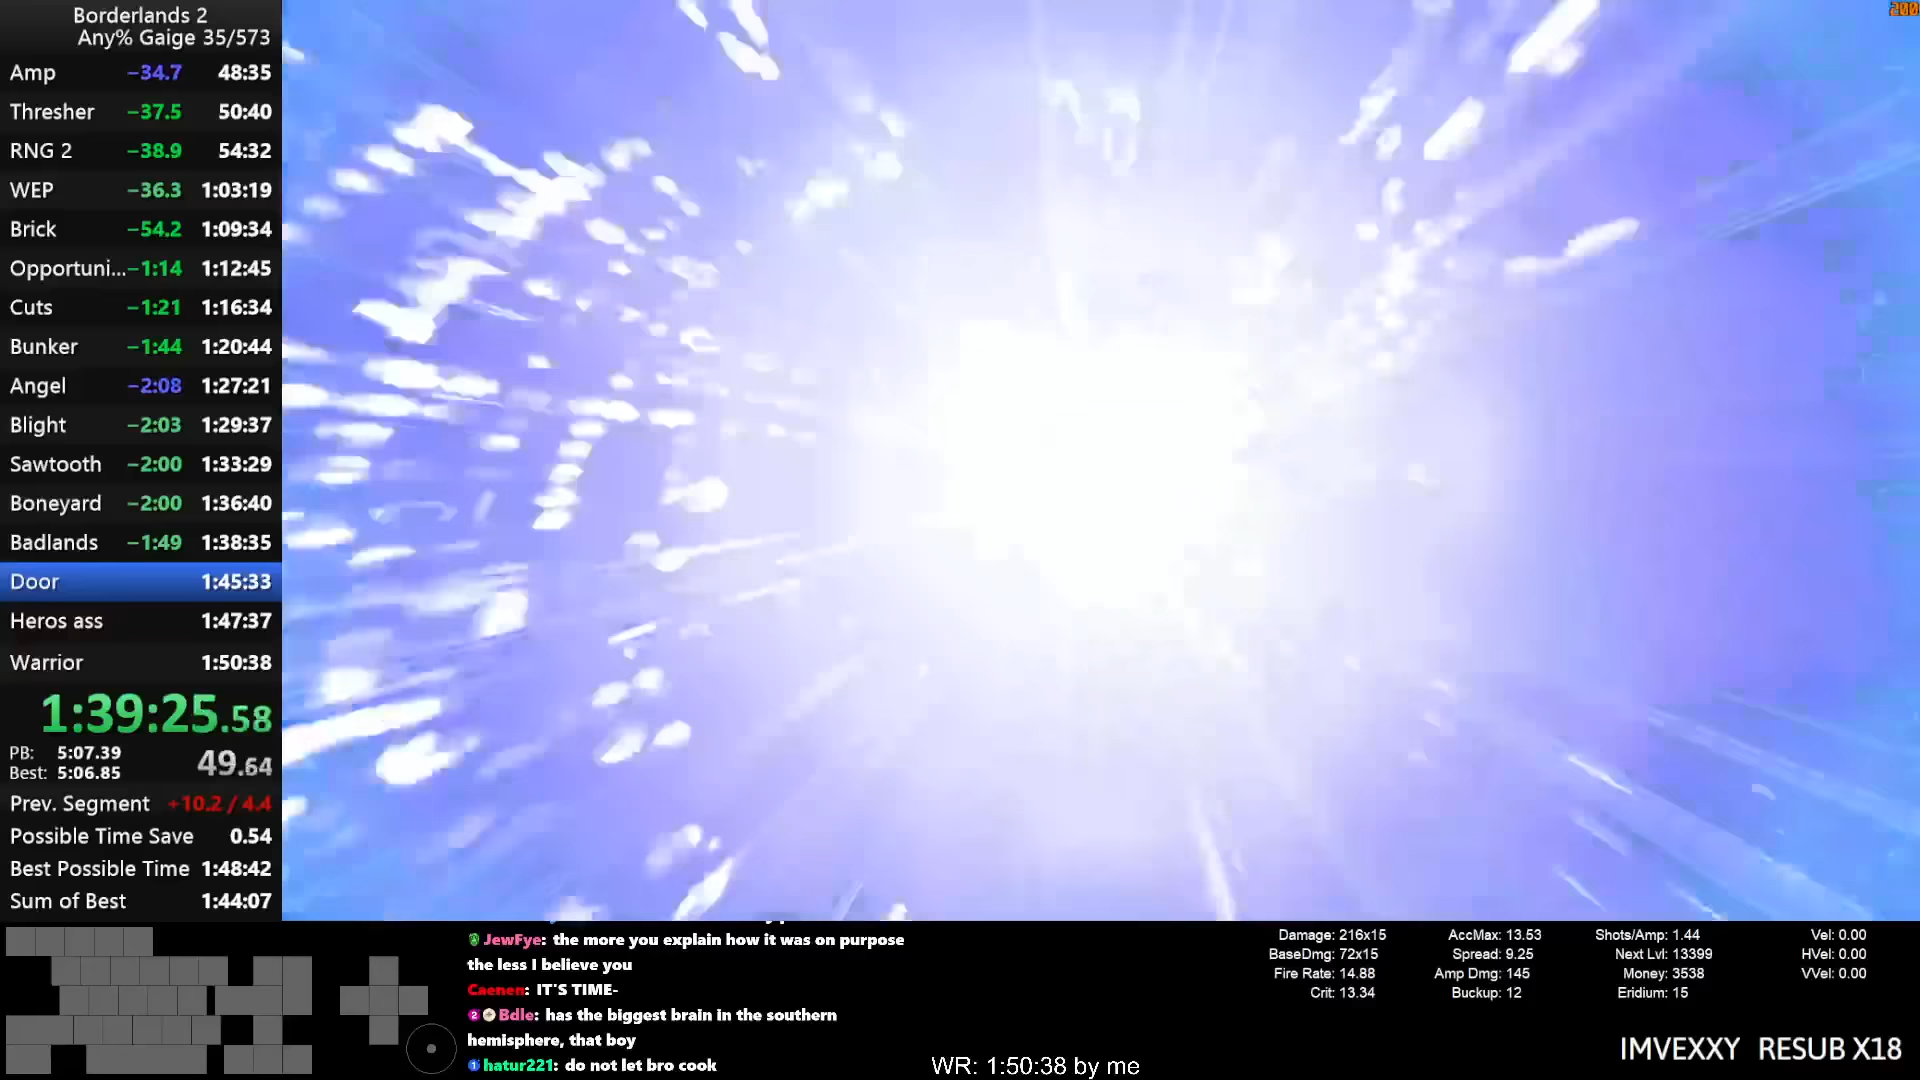 Borderlands 2
Any% Gaige 35/573
Amp −34.7 48:35
Thresher −37.5 50:40
RNG 2 −38.9 54:32
WEP −36.3 1:03:19
Brick −54.2 1:09:34
Opportuni... −1:14 1:12:45
Cuts −1:21 1:16:34
Bunker −1:44 1:20:44
Angel −2:08 1:27:21
Blight −2:03 1:29:37
Sawtooth −2:00 1:33:29
Boneyard −2:00 1:36:40
Badlands −1:49 1:38:35
Door 1:45:33
Heros ass 1:47:37
Warrior 1:50:38
1:39:25.58
PB: 5:07.39
Best: 5:06.85
49.64
Prev. Segment +10.2 / 4.4
Possible Time Save 0.54
Best Possible Time 1:48:42
Sum of Best 1:44:07
200
JewFye: the more you explain how it was on purpose
the less I believe you
Caenen: IT'S TIME-
2 Bdle: has the biggest brain in the southern
hemisphere, that boy
1 hatur221: do not let bro cook
WR: 1:50:38 by me
Damage: 216x15 AccMax: 13.53 Shots/Amp: 1.44 Vel: 0.00
BaseDmg: 72x15 Spread: 9.25 Next Lvl: 13399 HVel: 0.00
Fire Rate: 14.88 Amp Dmg: 145 Money: 3538 VVel: 0.00
Crit: 13.34 Buckup: 12 Eridium: 15
IMVEXXY RESUB X18